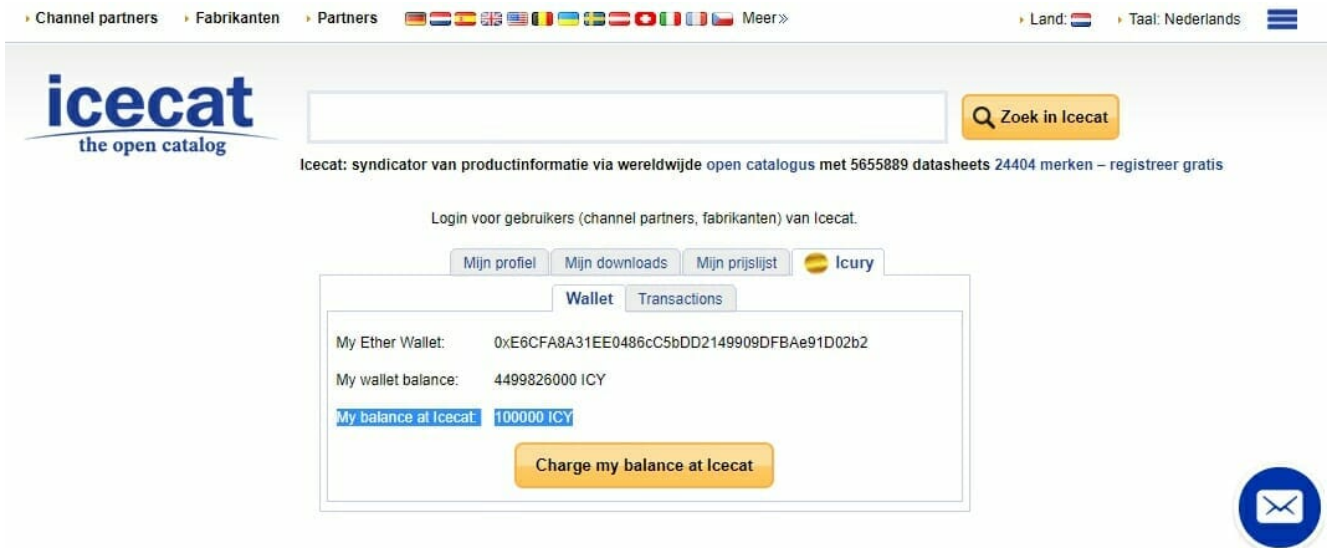 Channel partners Fabrikanten Partners Meer» Land: Taal: Nederlands
icecat
the open catalog
Zoek in Icecat
Icecat: syndicator van productinformatie via wereldwijde open catalogus met 5655889 datasheets 24404 merken – registreer gratis
Login voor gebruikers (channel partners, fabrikanten) van Icecat.
Mijn profiel Mijn downloads Mijn prijslijst Icury
Wallet Transactions
My Ether Wallet: 0xE6CFA8A31EE0486cC5bDD2149909DFBAe91D02b2
My wallet balance: 4499826000 ICY
My balance at Icecat: 100000 ICY
Charge my balance at Icecat